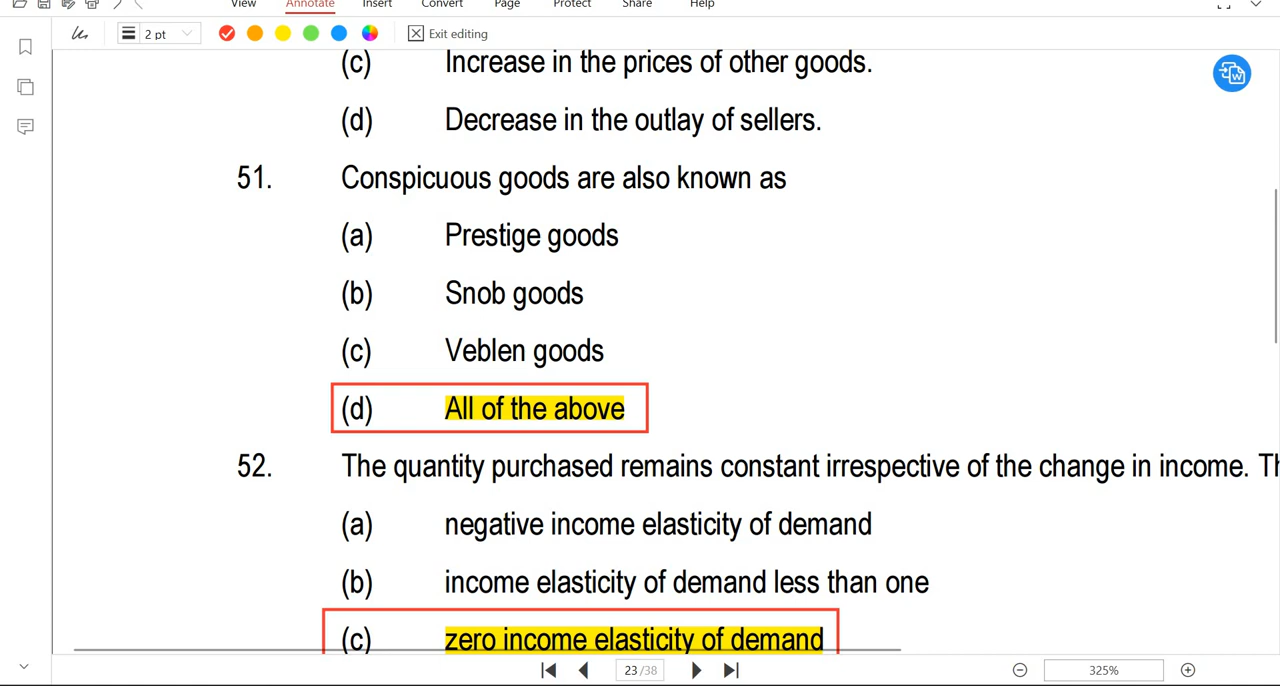 View Annotate Insert Convert Page Protect Share Help
2 pt Exit editing
(c) Increase in the prices of other goods.
(d) Decrease in the outlay of sellers.
51. Conspicuous goods are also known as
(a) Prestige goods
(b) Snob goods
(c) Veblen goods
(d) All of the above
52. The quantity purchased remains constant irrespective of the change in income.
(a) negative income elasticity of demand
(b) income elasticity of demand less than one
(c) zero income elasticity of demand
23 /38 325%